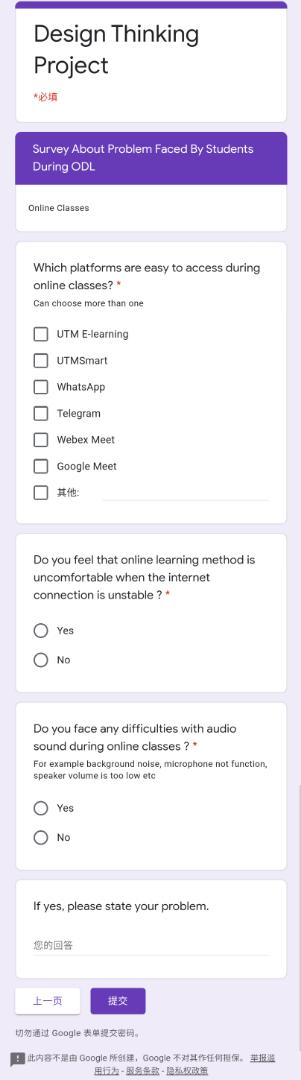 Design Thinking
Project
*必填
Survey About Problem Faced By Students
During ODL
Online Classes
Which platforms are easy to access during
online classes? *
Can choose more than one
UTM E-learning
UTMSmart
WhatsApp
Telegram
Webex Meet
Google Meet
其他:
Do you feel that online learning method is
uncomfortable when the internet
connection is unstable ? *
Yes
No
Do you face any difficulties with audio
sound during online classes ? *
For example background noise, microphone not function,
speaker volume is too low etc
Yes
No
If yes, please state your problem.
您的回答
上一页
提交
切勿通过 Google 表单提交密码。
此内容不是由 Google 所创建，Google 不对其作任何担保。 举报滥
用行为 - 服务条款 - 隐私权政策